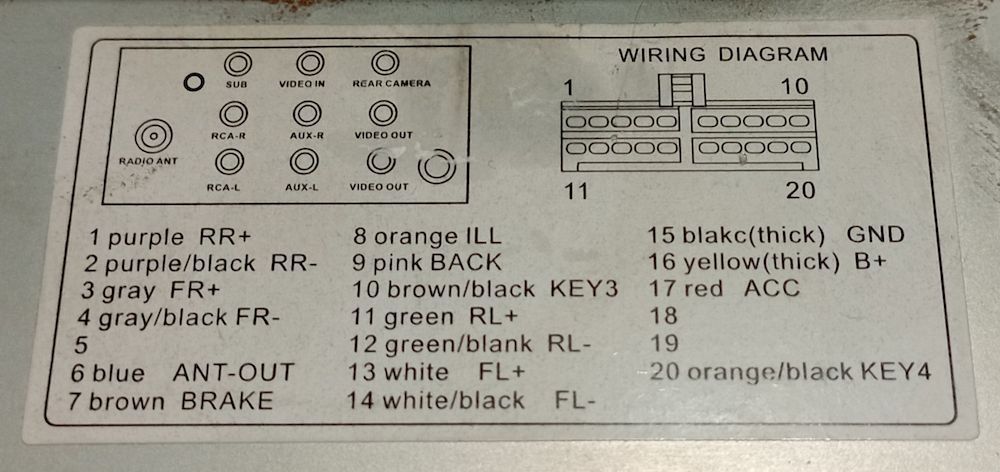 SUB VIDEO IN REAR CAMERA
RCA-R AUX-R VIDEO OUT
RADIO ANT
RCA-L AUX-L VIDEO OUT
WIRING DIAGRAM
1 10
11 20
1 purple RR+
2 purple/black RR-
3 gray FR+
4 gray/black FR-
5
6 blue ANT-OUT
7 brown BRAKE
8 orange ILL
9 pink BACK
10 brown/black KEY3
11 green RL+
12 green/blank RL-
13 white FL+
14 white/black FL-
15 blakc(thick) GND
16 yellow(thick) B+
17 red ACC
18
19
20 orange/black KEY4